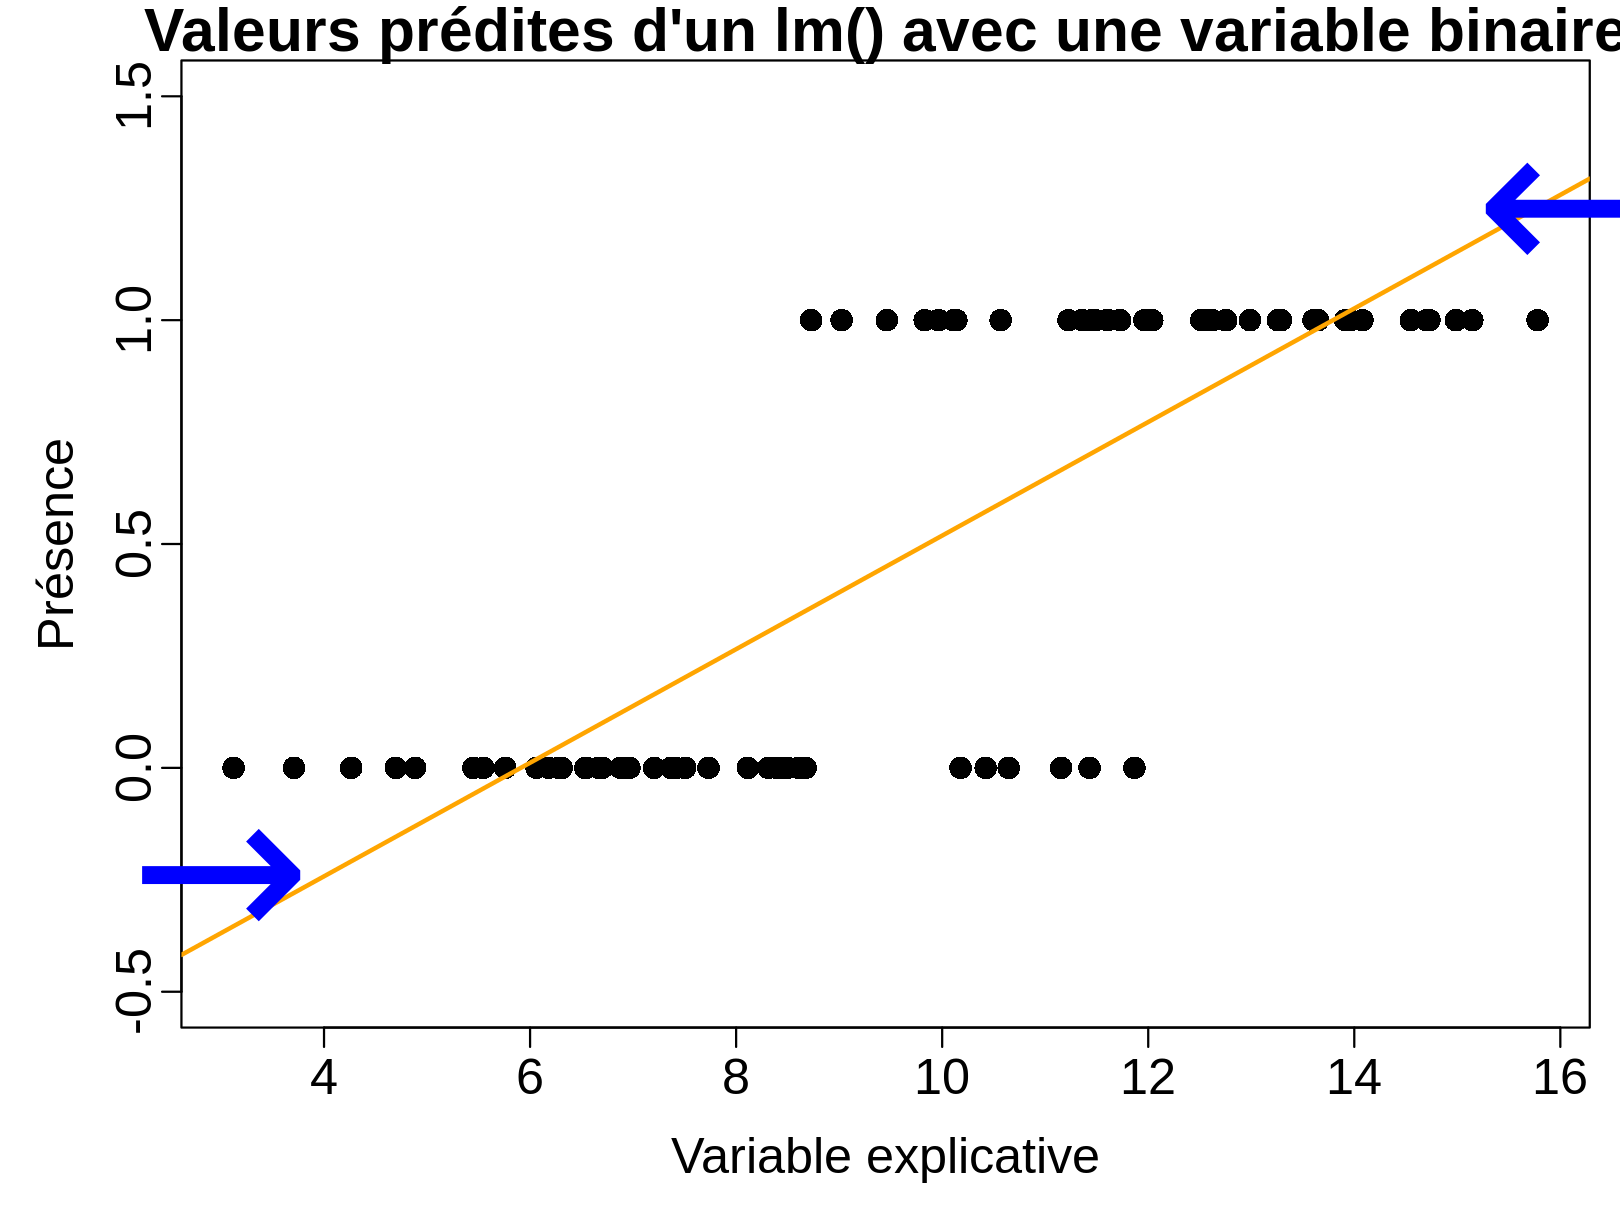 Valeurs prédites d'un lm() avec une variable binaire
1.5
1.0
0.5
0.0
-0.5
Présence
4 6 8 10 12 14 16
Variable explicative